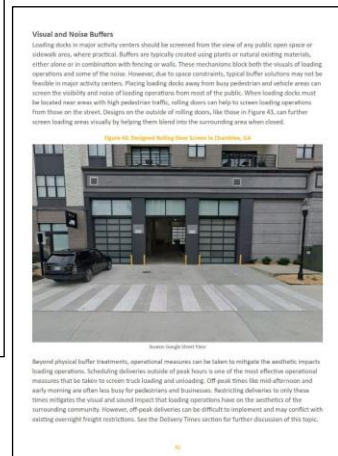 Visual and Noise Buffers
Loading docks in major activity centers should be screened from the view of any public open space or
sidewalk area, where practical. Buffers are typically created using plants or natural existing materials,
either alone or in combination with fencing or walls. These mechanisms block both the visuals of loading
operations and some of the noise. However, due to space constraints, typical buffer solutions may not be
feasible in major activity centers. Placing loading docks away from busy pedestrian and vehicle areas can
screen the visibility and noise of loading operations from most of the public. When loading docks must
be located near areas with high pedestrian traffic, rolling doors can help to screen loading operations
from those on the street. Designs on the outside of rolling doors, like those in Figure 43, can further
screen loading areas visually by helping them blend into the surrounding area when closed.
Figure 43: Designed Rolling Door Screen in Chamblee, GA
Source: Google Street View
Beyond physical buffer treatments, operational measures can be taken to mitigate the aesthetic impacts
loading operations. Scheduling deliveries outside of peak hours is one of the most effective operational
measures that be taken to screen truck loading and unloading. Off-peak times like mid-afternoon and
early morning are often less busy for pedestrians and businesses. Restricting deliveries to only these
times mitigates the visual and sound impact that loading operations have on the aesthetics of the
surrounding community. However, off-peak deliveries can be difficult to implement and may conflict with
existing overnight freight restrictions. See the Delivery Times section for further discussion of this topic.